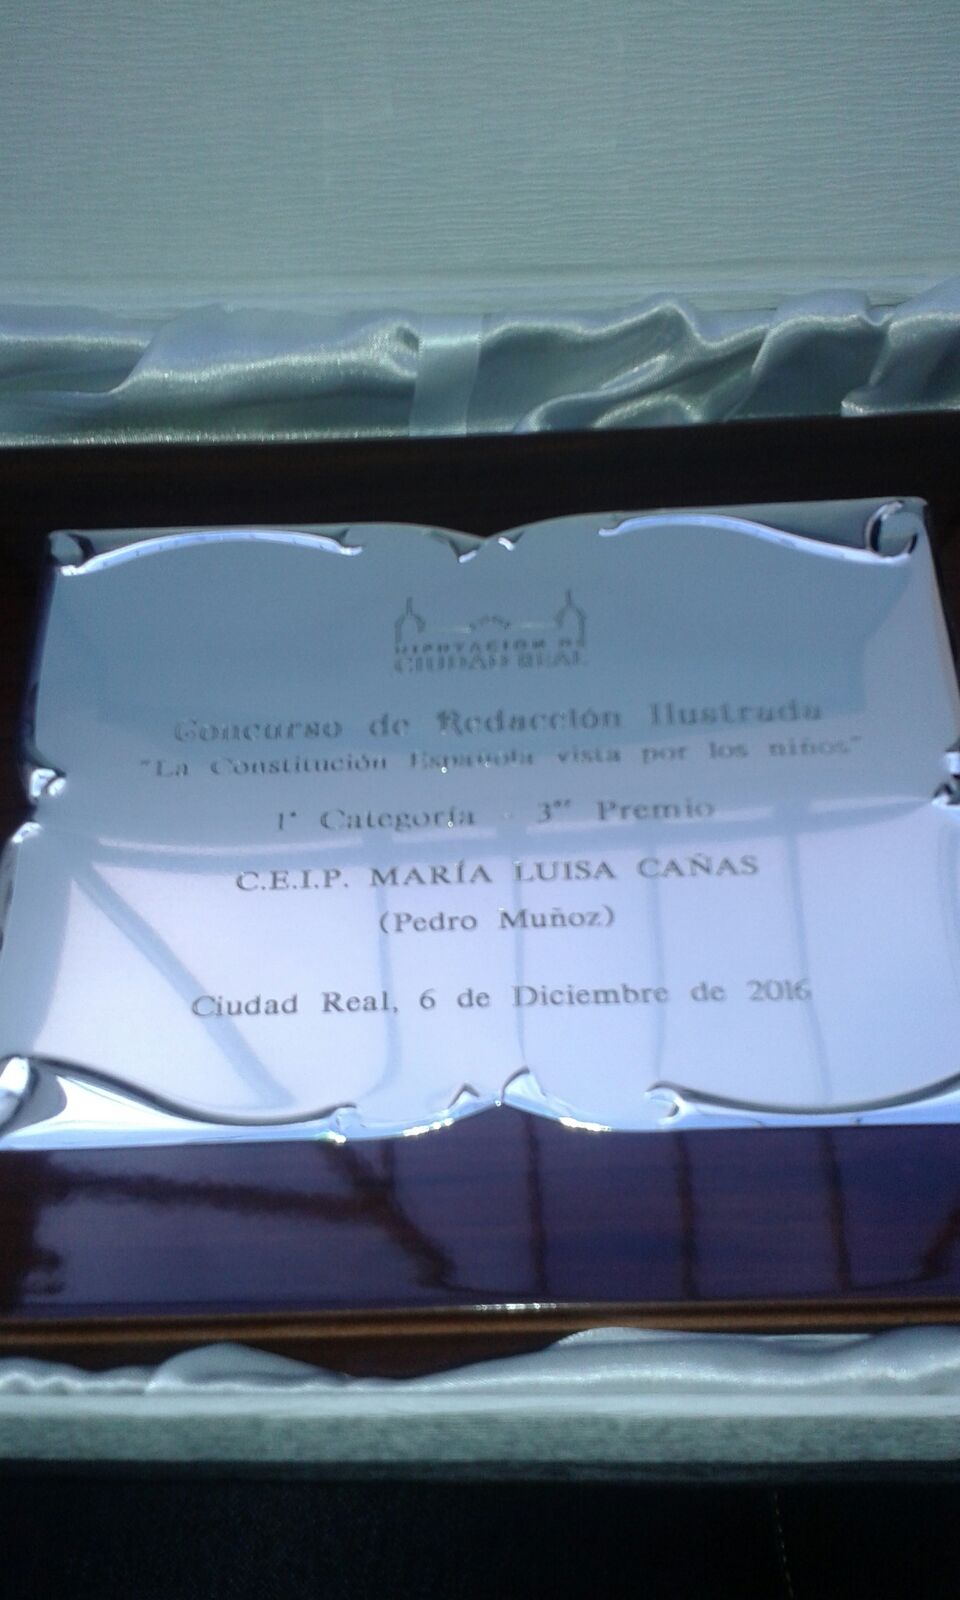 DIPUTACIÓN DE
CIUDAD REAL
Concurso de Redacción Ilustrada
"La Constitución Española vista por los niños"
1ª Categoría - 3er Premio
C.E.I.P. MARÍA LUISA CAÑAS
(Pedro Muñoz)
Ciudad Real, 6 de Diciembre de 2016